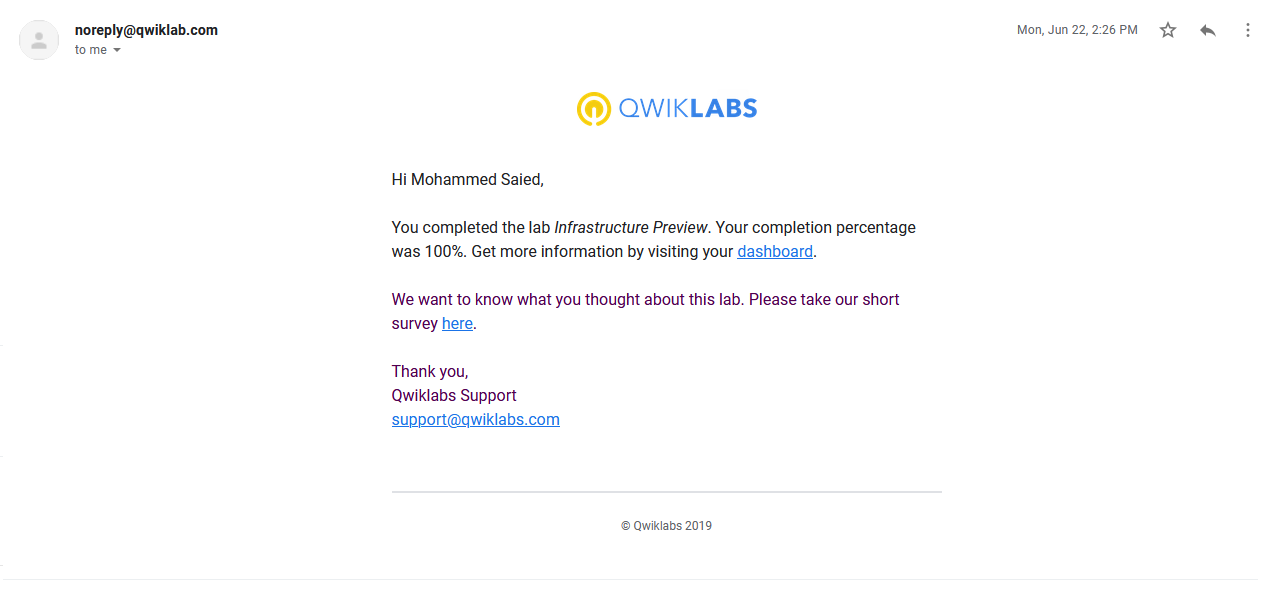 noreply@qwiklab.com
Mon, Jun 22, 2:26 PM
to me
QWIKLABS
Hi Mohammed Saied,
You completed the lab Infrastructure Preview. Your completion percentage
was 100%. Get more information by visiting your dashboard.
We want to know what you thought about this lab. Please take our short
survey here.
Thank you,
Qwiklabs Support
support@qwiklabs.com
© Qwiklabs 2019